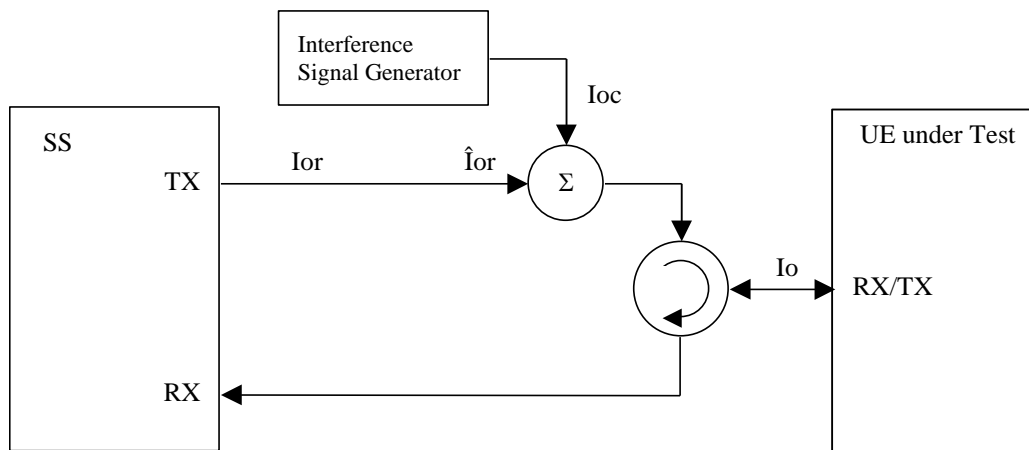 Interference
Signal Generator
Ioc
SS
UE under Test
Ior
Îor
TX
Σ
Io
RX/TX
RX